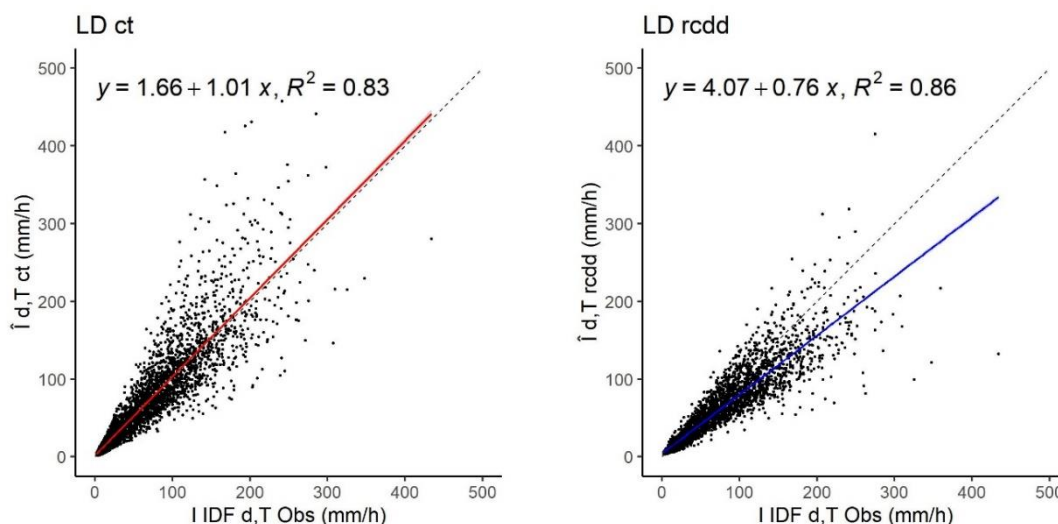 LD ct
500
400
300
200
100
0
y = 1.66 + 1.01 x, R² = 0.83
Î d,T ct (mm/h)
0 100 200 300 400 500
I IDF d,T Obs (mm/h)
LD rcdd
500
400
300
200
100
0
y = 4.07 + 0.76 x, R² = 0.86
Î d,T rcdd (mm/h)
0 100 200 300 400 500
I IDF d,T Obs (mm/h)